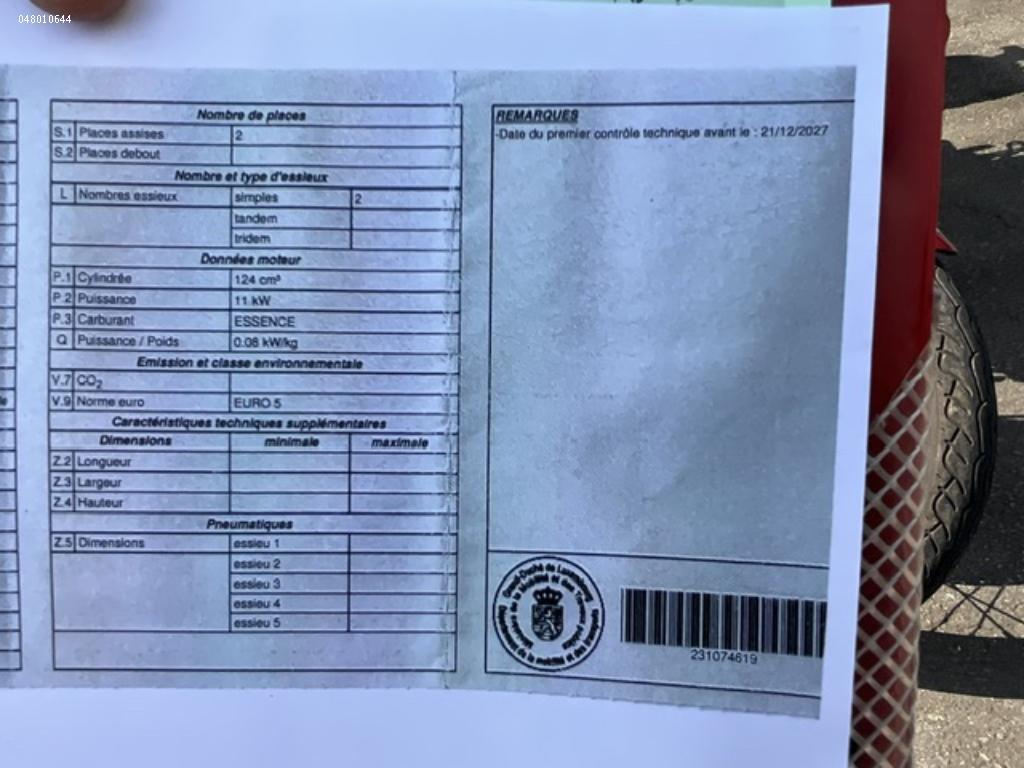 048010644
Nombre de places
S.1 Places assises 2
S.2 Places debout
Nombre et type d'essieux
L Nombres essieux simples 2
tandem
tridem
Données moteur
P.1 Cylindrée 124 cm³
P.2 Puissance 11 kW
P.3 Carburant ESSENCE
Q Puissance / Poids 0.08 kW/kg
Emission et classe environnementale
V.7 CO₂
V.9 Norme euro EURO 5
Caractéristiques techniques supplémentaires
Dimensions minimale maximale
Z.2 Longueur
Z.3 Largeur
Z.4 Hauteur
Pneumatiques
Z.5 Dimensions essieu 1
essieu 2
essieu 3
essieu 4
essieu 5
REMARQUES
-Date du premier contrôle technique avant le : 21/12/2027
Grand-Duché de Luxembourg
231074619